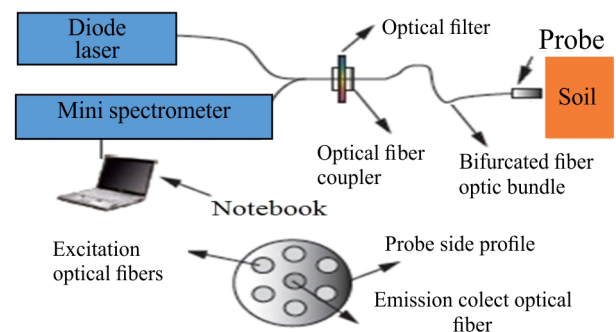 Diode
laser
Optical filter
Probe
Mini spectrometer
Soil
Optical fiber
coupler
Bifurcated fiber
optic bundle
Notebook
Excitation
optical fibers
Probe side profile
Emission colect optical
fiber